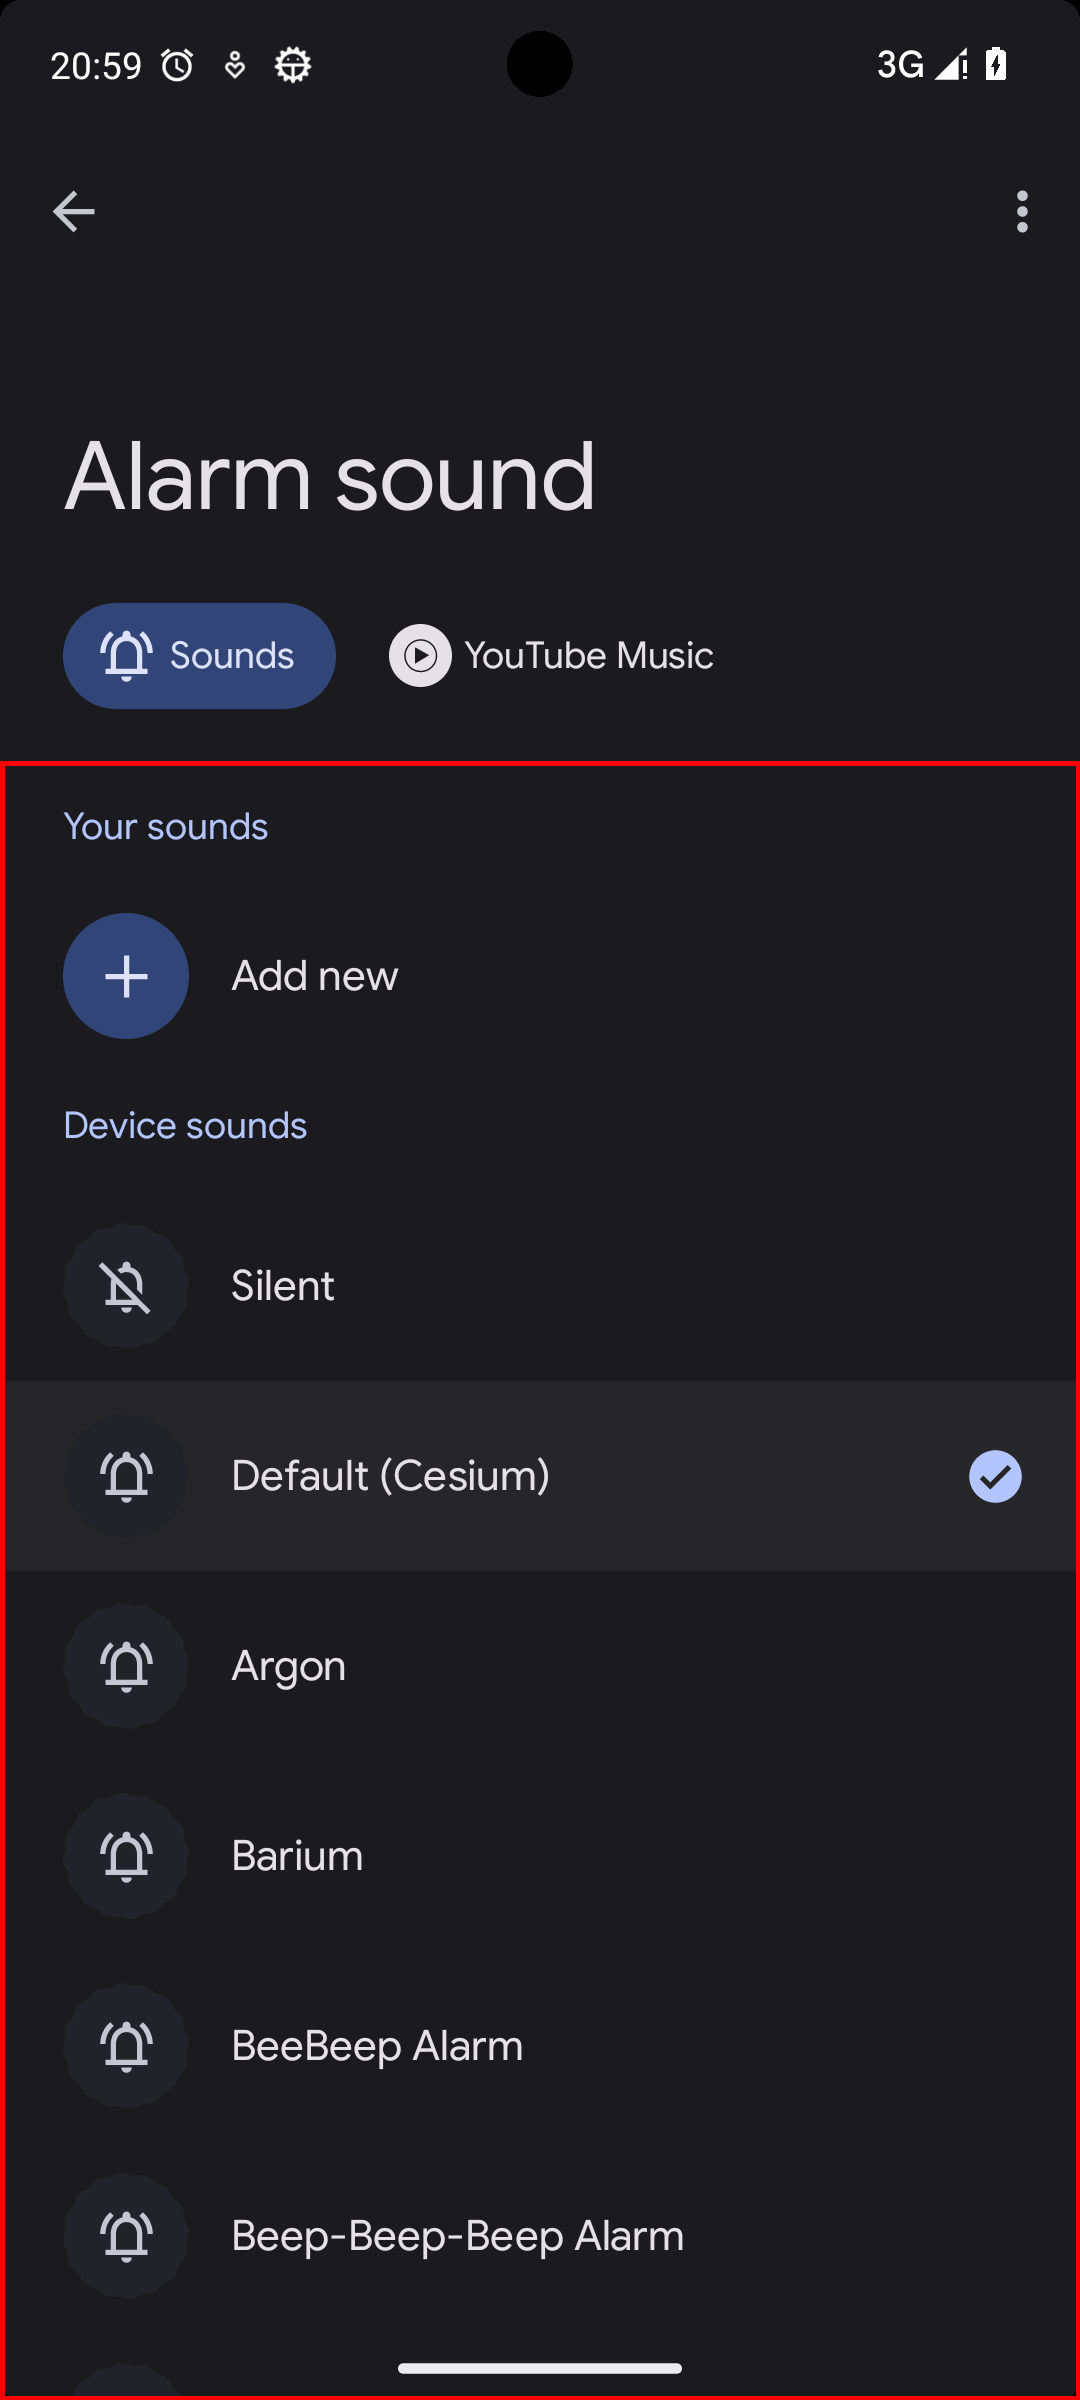 20:59 3G
Alarm sound
Sounds YouTube Music
Your sounds
Add new
Device sounds
Silent
Default (Cesium)
Argon
Barium
BeeBeep Alarm
Beep-Beep-Beep Alarm